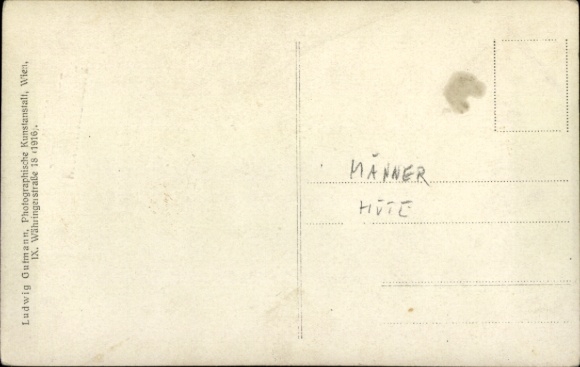 Ludwig Gutmann, Photographische Kunstanstalt, Wien,
IX. Währingerstraße 18 (1916).
MÄNNER
HÜTE